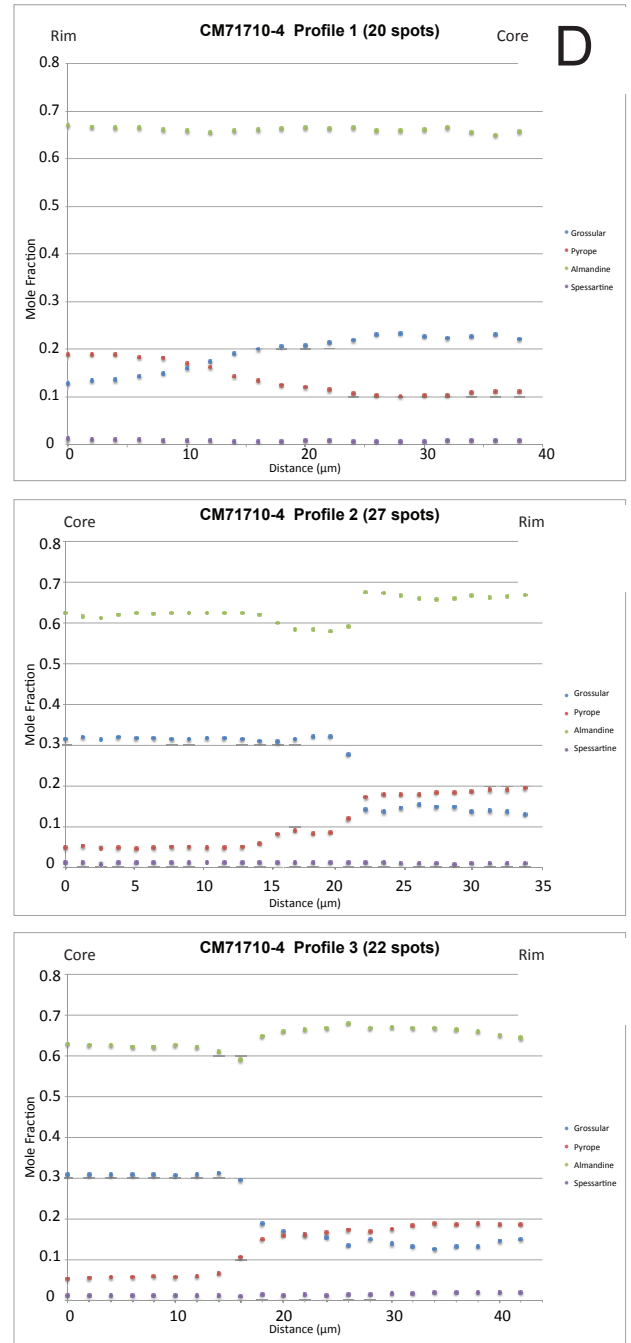 CM71710-4 Profile 1 (20 spots)
D
Rim
Core
0.8
0.7
0.6
0.5
0.4
0.3
0.2
0.1
0
Mole Fraction
0
10
20
30
40
Distance (μm)
Grossular
Pyrope
Almandine
Spessartine
CM71710-4 Profile 2 (27 spots)
Core
Rim
0.8
0.7
0.6
0.5
0.4
0.3
0.2
0.1
0
Mole Fraction
0
5
10
15
20
25
30
35
Distance (μm)
Grossular
Pyrope
Almandine
Spessartine
CM71710-4 Profile 3 (22 spots)
Core
Rim
0.8
0.7
0.6
0.5
0.4
0.3
0.2
0.1
0
Mole Fraction
0
10
20
30
40
Distance (μm)
Grossular
Pyrope
Almandine
Spessartine